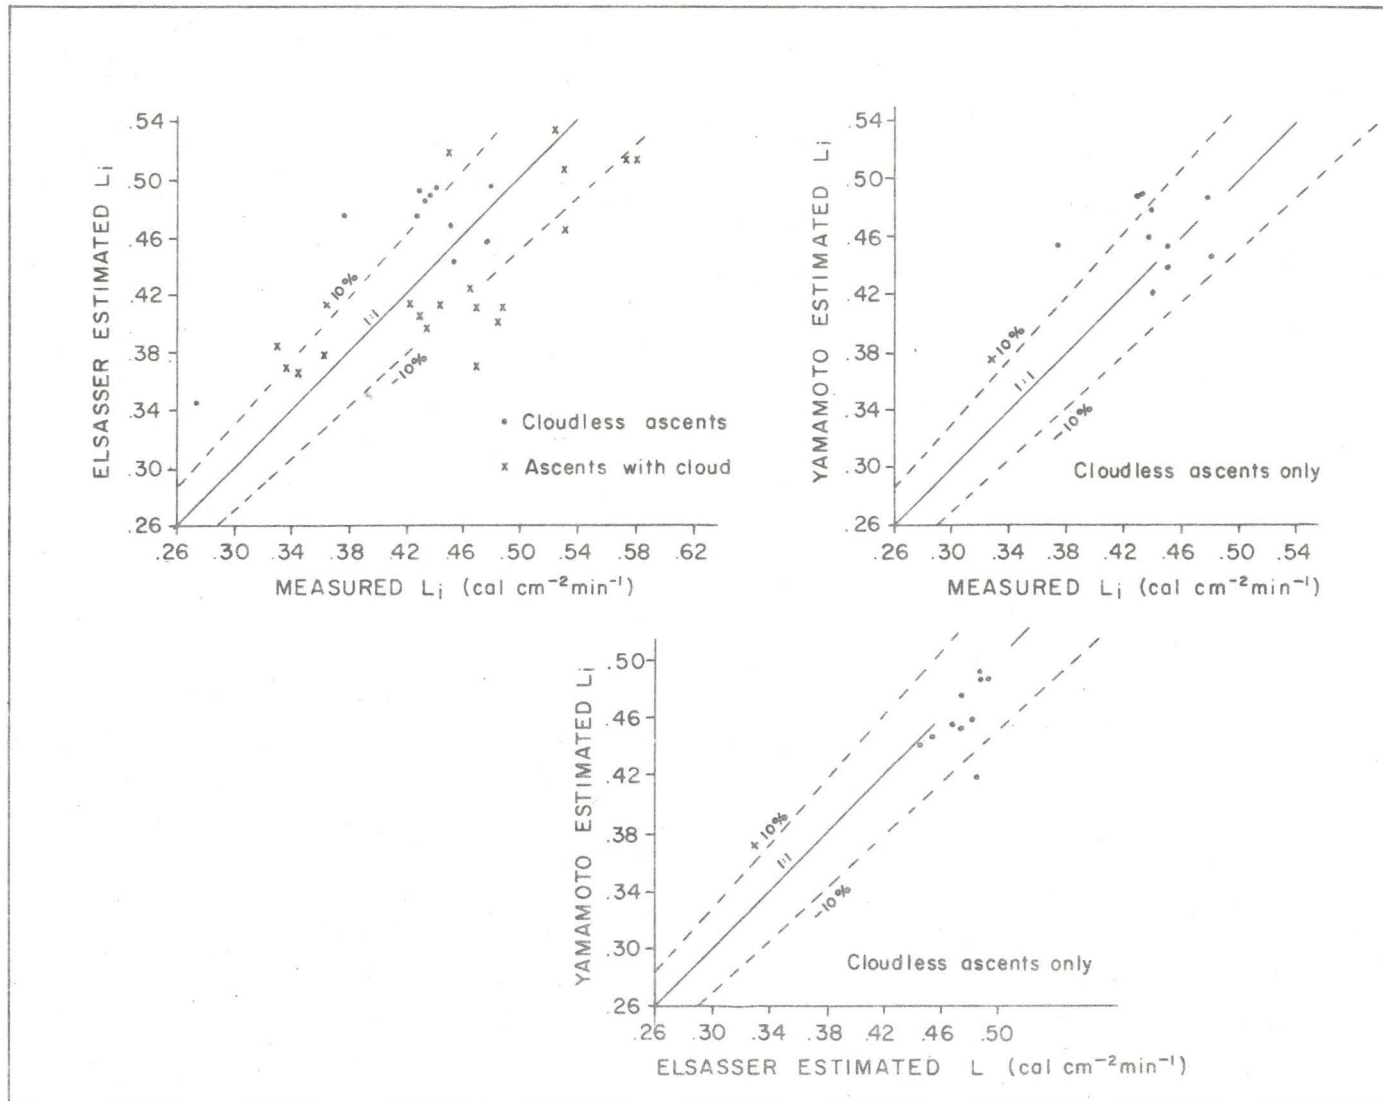 ELSASSER ESTIMATED Li
.54
.50
.46
.42
.38
.34
.30
.26
+10%
1:1
-10%
• Cloudless ascents
x Ascents with cloud
.26 .30 .34 .38 .42 .46 .50 .54 .58 .62
MEASURED Li (cal cm⁻²min⁻¹)
YAMAMOTO ESTIMATED Li
.54
.50
.46
.42
.38
.34
.30
.26
+10%
1:1
-10%
Cloudless ascents only
.26 .30 .34 .38 .42 .46 .50 .54
MEASURED Li (cal cm⁻²min⁻¹)
YAMAMOTO ESTIMATED Li
.50
.46
.42
.38
.34
.30
.26
+10%
1:1
-10%
Cloudless ascents only
.26 .30 .34 .38 .42 .46 .50
ELSASSER ESTIMATED L (cal cm⁻²min⁻¹)